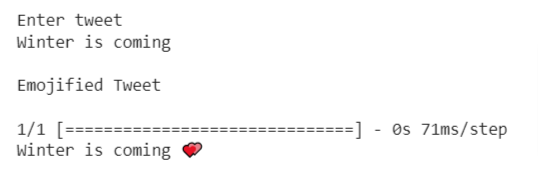 Enter tweet
Winter is coming
Emojified Tweet
1/1 [==============================] - 0s 71ms/step
Winter is coming 💕